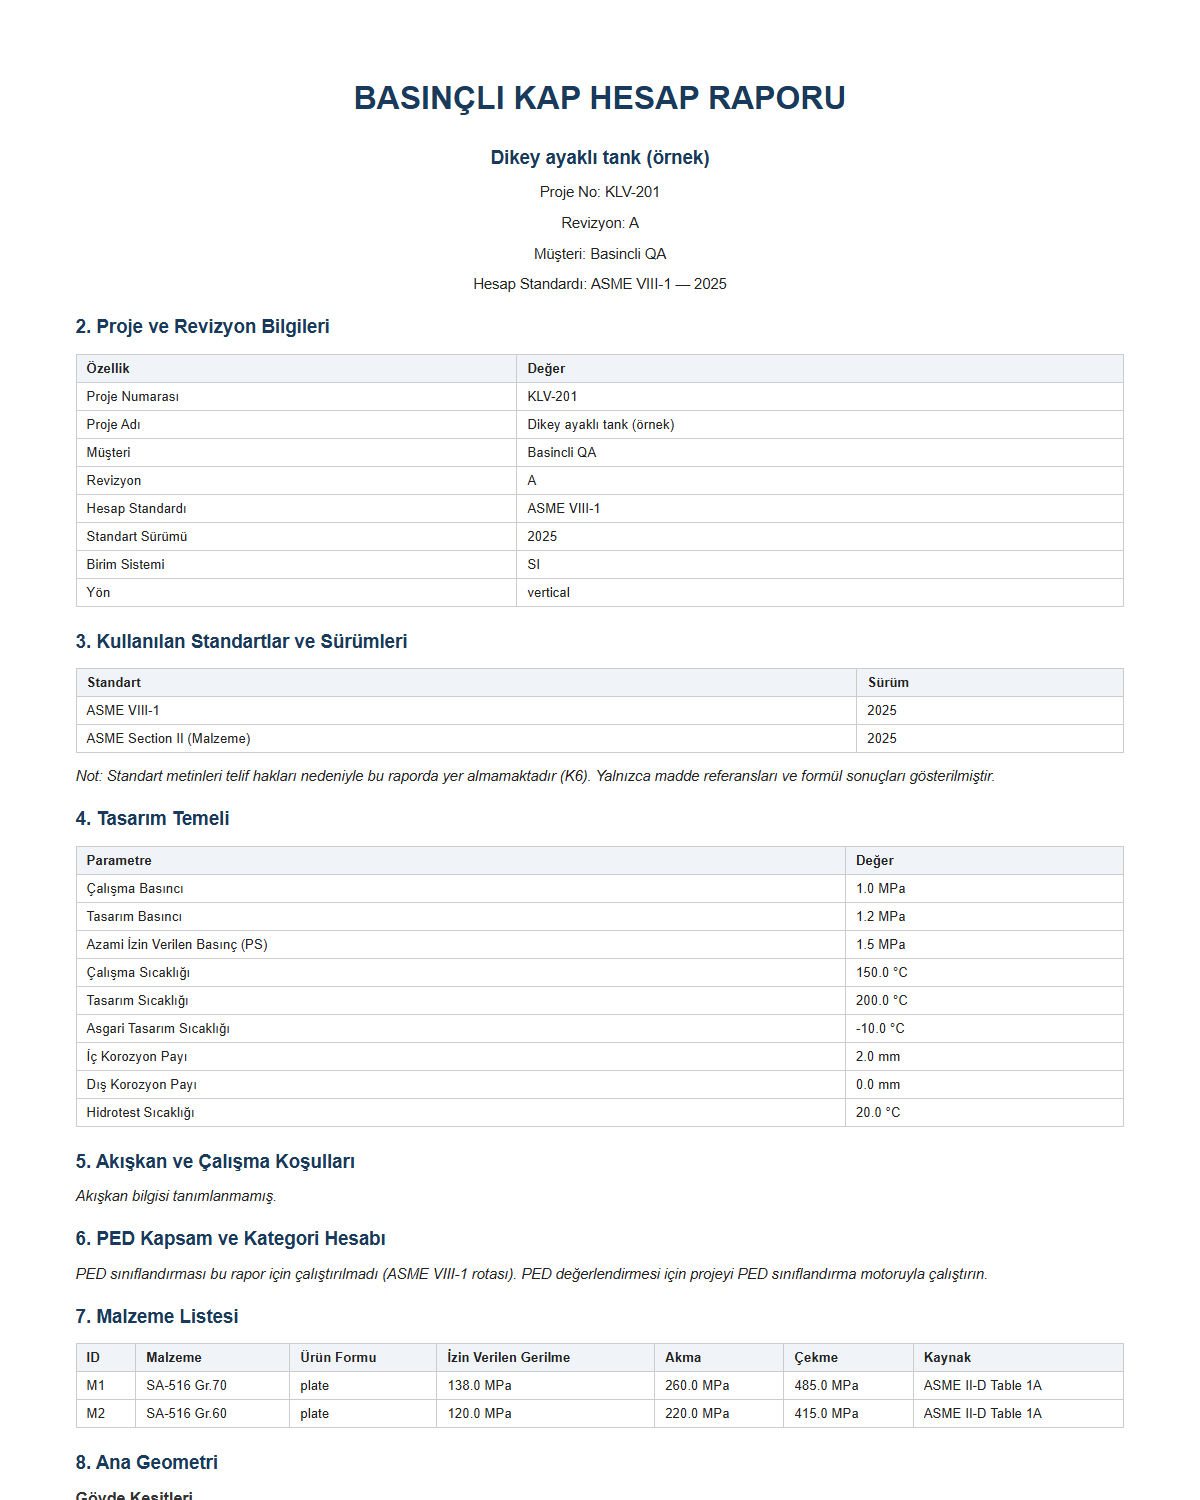 BASINÇLI KAP HESAP RAPORU
Dikey ayaklı tank (örnek)
Proje No: KLV-201
Revizyon: A
Müşteri: Basincli QA
Hesap Standardı: ASME VIII-1 — 2025
2. Proje ve Revizyon Bilgileri
Özellik Değer
Proje Numarası KLV-201
Proje Adı Dikey ayaklı tank (örnek)
Müşteri Basincli QA
Revizyon A
Hesap Standardı ASME VIII-1
Standart Sürümü 2025
Birim Sistemi SI
Yön vertical
3. Kullanılan Standartlar ve Sürümleri
Standart Sürüm
ASME VIII-1 2025
ASME Section II (Malzeme) 2025
Not: Standart metinleri telif hakları nedeniyle bu raporda yer almamaktadır (K6). Yalnızca madde referansları ve formül sonuçları gösterilmiştir.
4. Tasarım Temeli
Parametre Değer
Çalışma Basıncı 1.0 MPa
Tasarım Basıncı 1.2 MPa
Azami İzin Verilen Basınç (PS) 1.5 MPa
Çalışma Sıcaklığı 150.0 °C
Tasarım Sıcaklığı 200.0 °C
Asgari Tasarım Sıcaklığı -10.0 °C
İç Korozyon Payı 2.0 mm
Dış Korozyon Payı 0.0 mm
Hidrotest Sıcaklığı 20.0 °C
5. Akışkan ve Çalışma Koşulları
Akışkan bilgisi tanımlanmamış.
6. PED Kapsam ve Kategori Hesabı
PED sınıflandırması bu rapor için çalıştırılmadı (ASME VIII-1 rotası). PED değerlendirmesi için projeyi PED sınıflandırma motoruyla çalıştırın.
7. Malzeme Listesi
ID Malzeme Ürün Formu İzin Verilen Gerilme Akma Çekme Kaynak
M1 SA-516 Gr.70 plate 138.0 MPa 260.0 MPa 485.0 MPa ASME II-D Table 1A
M2 SA-516 Gr.60 plate 120.0 MPa 220.0 MPa 415.0 MPa ASME II-D Table 1A
8. Ana Geometri
Gövde Kesitleri